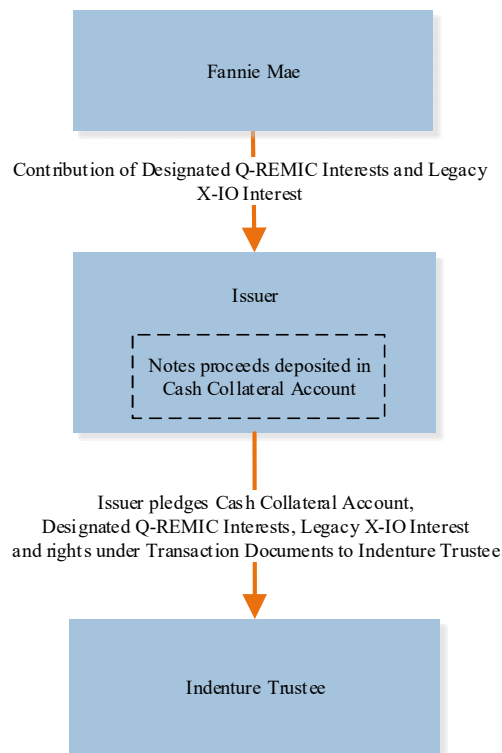 Fannie Mae
Contribution of Designated Q-REMIC Interests and Legacy
X-IO Interest
Issuer
Notes proceeds deposited in
Cash Collateral Account
Issuer pledges Cash Collateral Account,
Designated Q-REMIC Interests, Legacy X-IO Interest
and rights under Transaction Documents to Indenture Trustee
Indenture Trustee